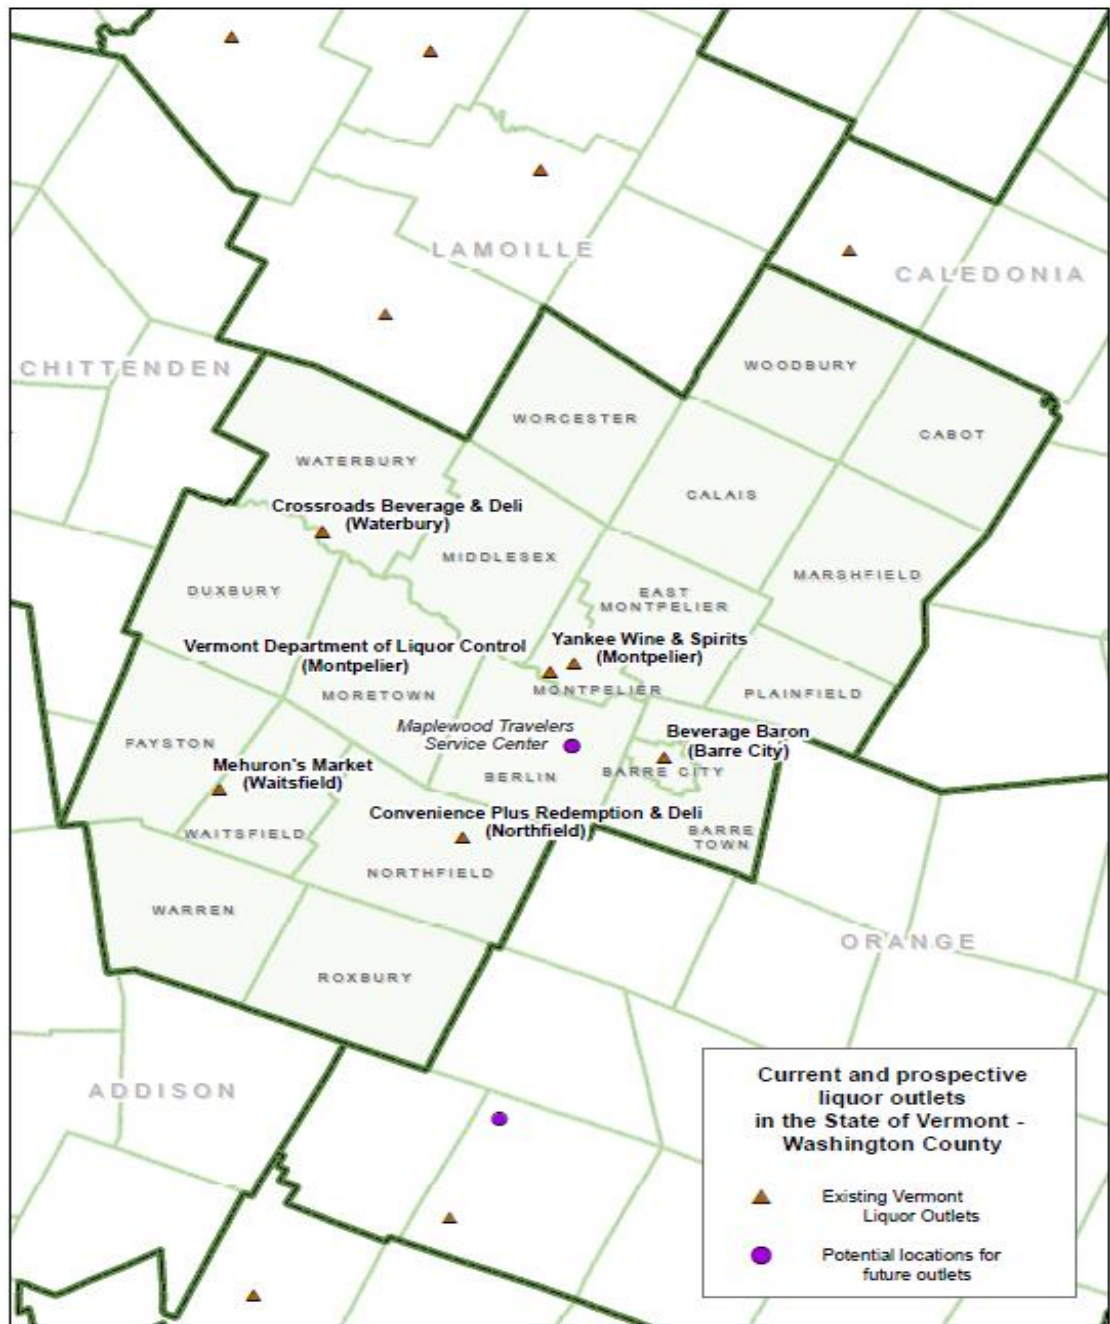 LAMOILLE
CALEDONIA
CHITTENDEN
WOODBURY
WORCESTER
CABOT
WATERBURY
CALAIS
Crossroads Beverage & Deli
(Waterbury)
MIDDLESEX
MARSHFIELD
DUXBURY
EAST
MONTPELIER
Vermont Department of Liquor Control
(Montpelier)
Yankee Wine & Spirits
(Montpelier)
MORETOWN
MONTPELIER
PLAINFIELD
Maplewood Travelers
Service Center
Beverage Baron
(Barre City)
FAYSTON
Mehuron's Market
(Waitsfield)
BERLIN
BARRE CITY
Convenience Plus Redemption & Deli
(Northfield)
WAITSFIELD
BARRE
TOWN
NORTHFIELD
WARREN
ORANGE
ROXBURY
ADDISON
Current and prospective
liquor outlets
in the State of Vermont -
Washington County
Existing Vermont
Liquor Outlets
Potential locations for
future outlets